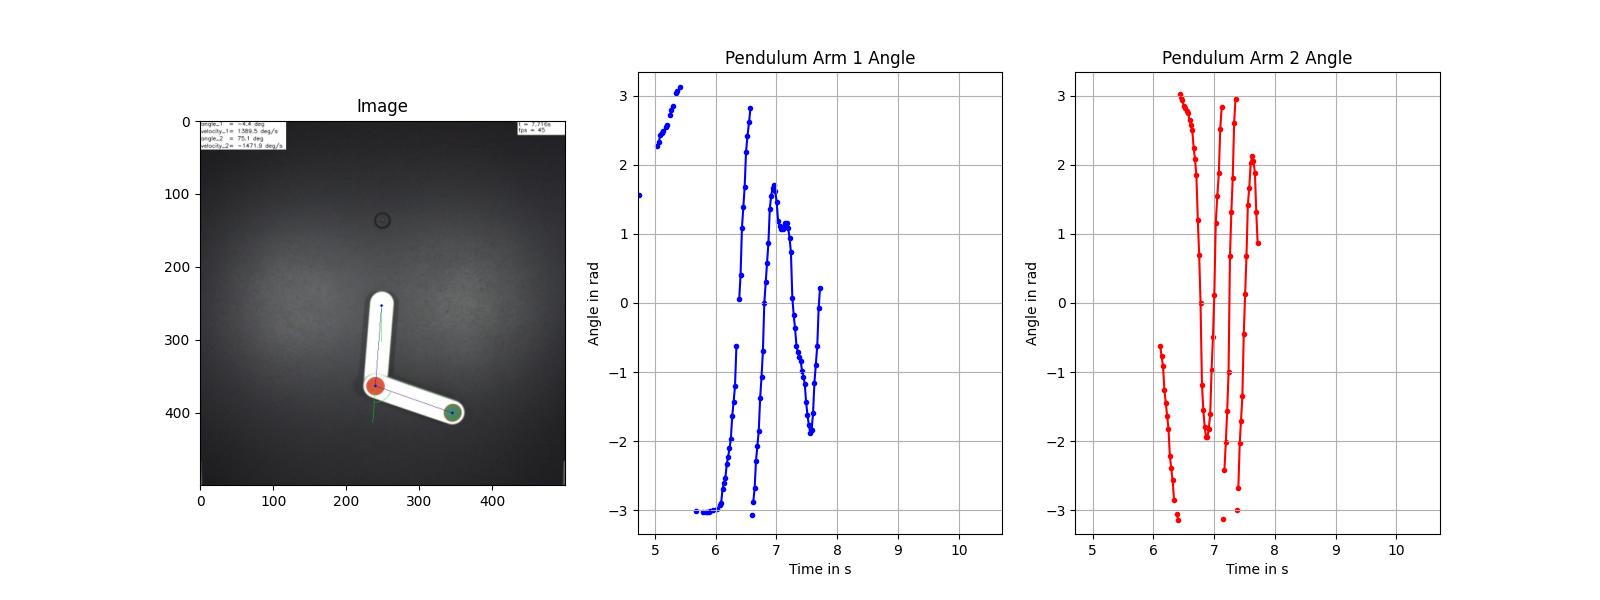 Image
angle_1 = -4.4 deg
velocity_1= 1389.5 deg/s
angle_2 = 75.1 deg
velocity_2= -1471.9 deg/s
t = 7.716s
fps = 45
0
100
200
300
400
0 100 200 300 400
Pendulum Arm 1 Angle
Angle in rad
3
2
1
0
−1
−2
−3
5 6 7 8 9 10
Time in s
Pendulum Arm 2 Angle
Angle in rad
3
2
1
0
−1
−2
−3
5 6 7 8 9 10
Time in s